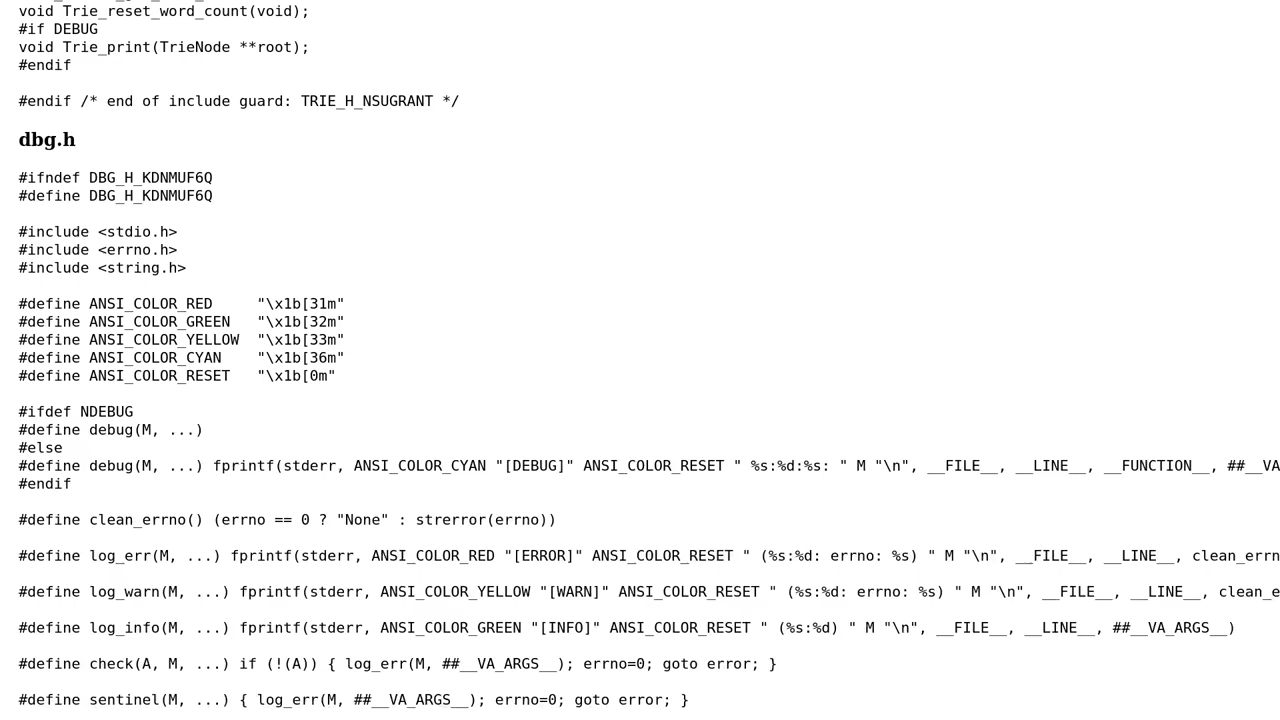 void Trie_reset_word_count(void);
#if DEBUG
void Trie_print(TrieNode **root);
#endif
#endif /* end of include guard: TRIE_H_NSUGRANT */
dbg.h
#ifndef DBG_H_KDNMUF6Q
#define DBG_H_KDNMUF6Q
#include <stdio.h>
#include <errno.h>
#include <string.h>
#define ANSI_COLOR_RED     "\x1b[31m"
#define ANSI_COLOR_GREEN   "\x1b[32m"
#define ANSI_COLOR_YELLOW  "\x1b[33m"
#define ANSI_COLOR_CYAN    "\x1b[36m"
#define ANSI_COLOR_RESET   "\x1b[0m"
#ifdef NDEBUG
#define debug(M, ...)
#else
#define debug(M, ...) fprintf(stderr, ANSI_COLOR_CYAN "[DEBUG]" ANSI_COLOR_RESET " %s:%d:%s: " M "\n", __FILE__, __LINE__, __FUNCTION__, ##__VA
#endif
#define clean_errno() (errno == 0 ? "None" : strerror(errno))
#define log_err(M, ...) fprintf(stderr, ANSI_COLOR_RED "[ERROR]" ANSI_COLOR_RESET " (%s:%d: errno: %s) " M "\n", __FILE__, __LINE__, clean_errn
#define log_warn(M, ...) fprintf(stderr, ANSI_COLOR_YELLOW "[WARN]" ANSI_COLOR_RESET " (%s:%d: errno: %s) " M "\n", __FILE__, __LINE__, clean_e
#define log_info(M, ...) fprintf(stderr, ANSI_COLOR_GREEN "[INFO]" ANSI_COLOR_RESET " (%s:%d) " M "\n", __FILE__, __LINE__, ##__VA_ARGS__)
#define check(A, M, ...) if (!(A)) { log_err(M, ##__VA_ARGS__); errno=0; goto error; }
#define sentinel(M, ...) { log_err(M, ##__VA_ARGS__); errno=0; goto error; }